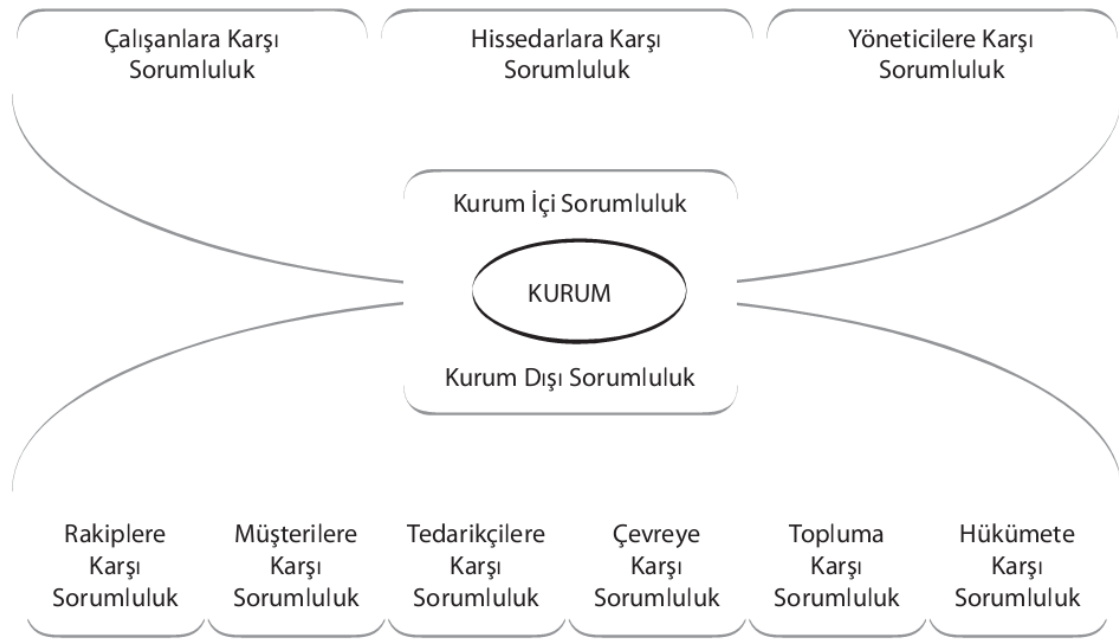 Çalışanlara Karşı
Sorumluluk
Hissedarlara Karşı
Sorumluluk
Yöneticilere Karşı
Sorumluluk
Kurum İçi Sorumluluk
KURUM
Kurum Dışı Sorumluluk
Rakiplere
Karşı
Sorumluluk
Müşterilere
Karşı
Sorumluluk
Tedarikçilere
Karşı
Sorumluluk
Çevreye
Karşı
Sorumluluk
Topluma
Karşı
Sorumluluk
Hükümete
Karşı
Sorumluluk